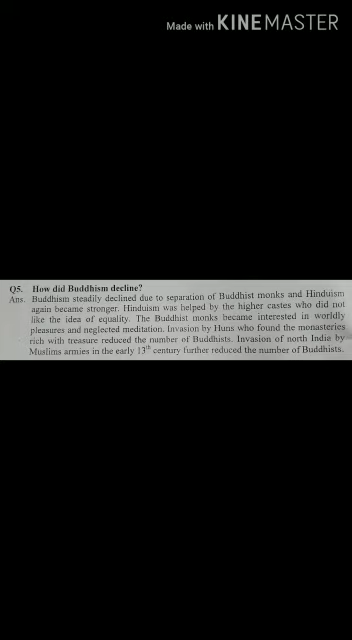 Made with KINEMASTER
Q5. How did Buddhism decline?
Ans. Buddhism steadily declined due to separation of Buddhist monks and Hinduism
again became stronger. Hinduism was helped by the higher castes who did not
like the idea of equality. The Buddhist monks became interested in worldly
pleasures and neglected meditation. Invasion by Huns who found the monasteries
rich with treasure reduced the number of Buddhists. Invasion of north India by
Muslims armies in the early 13th century further reduced the number of Buddhists.